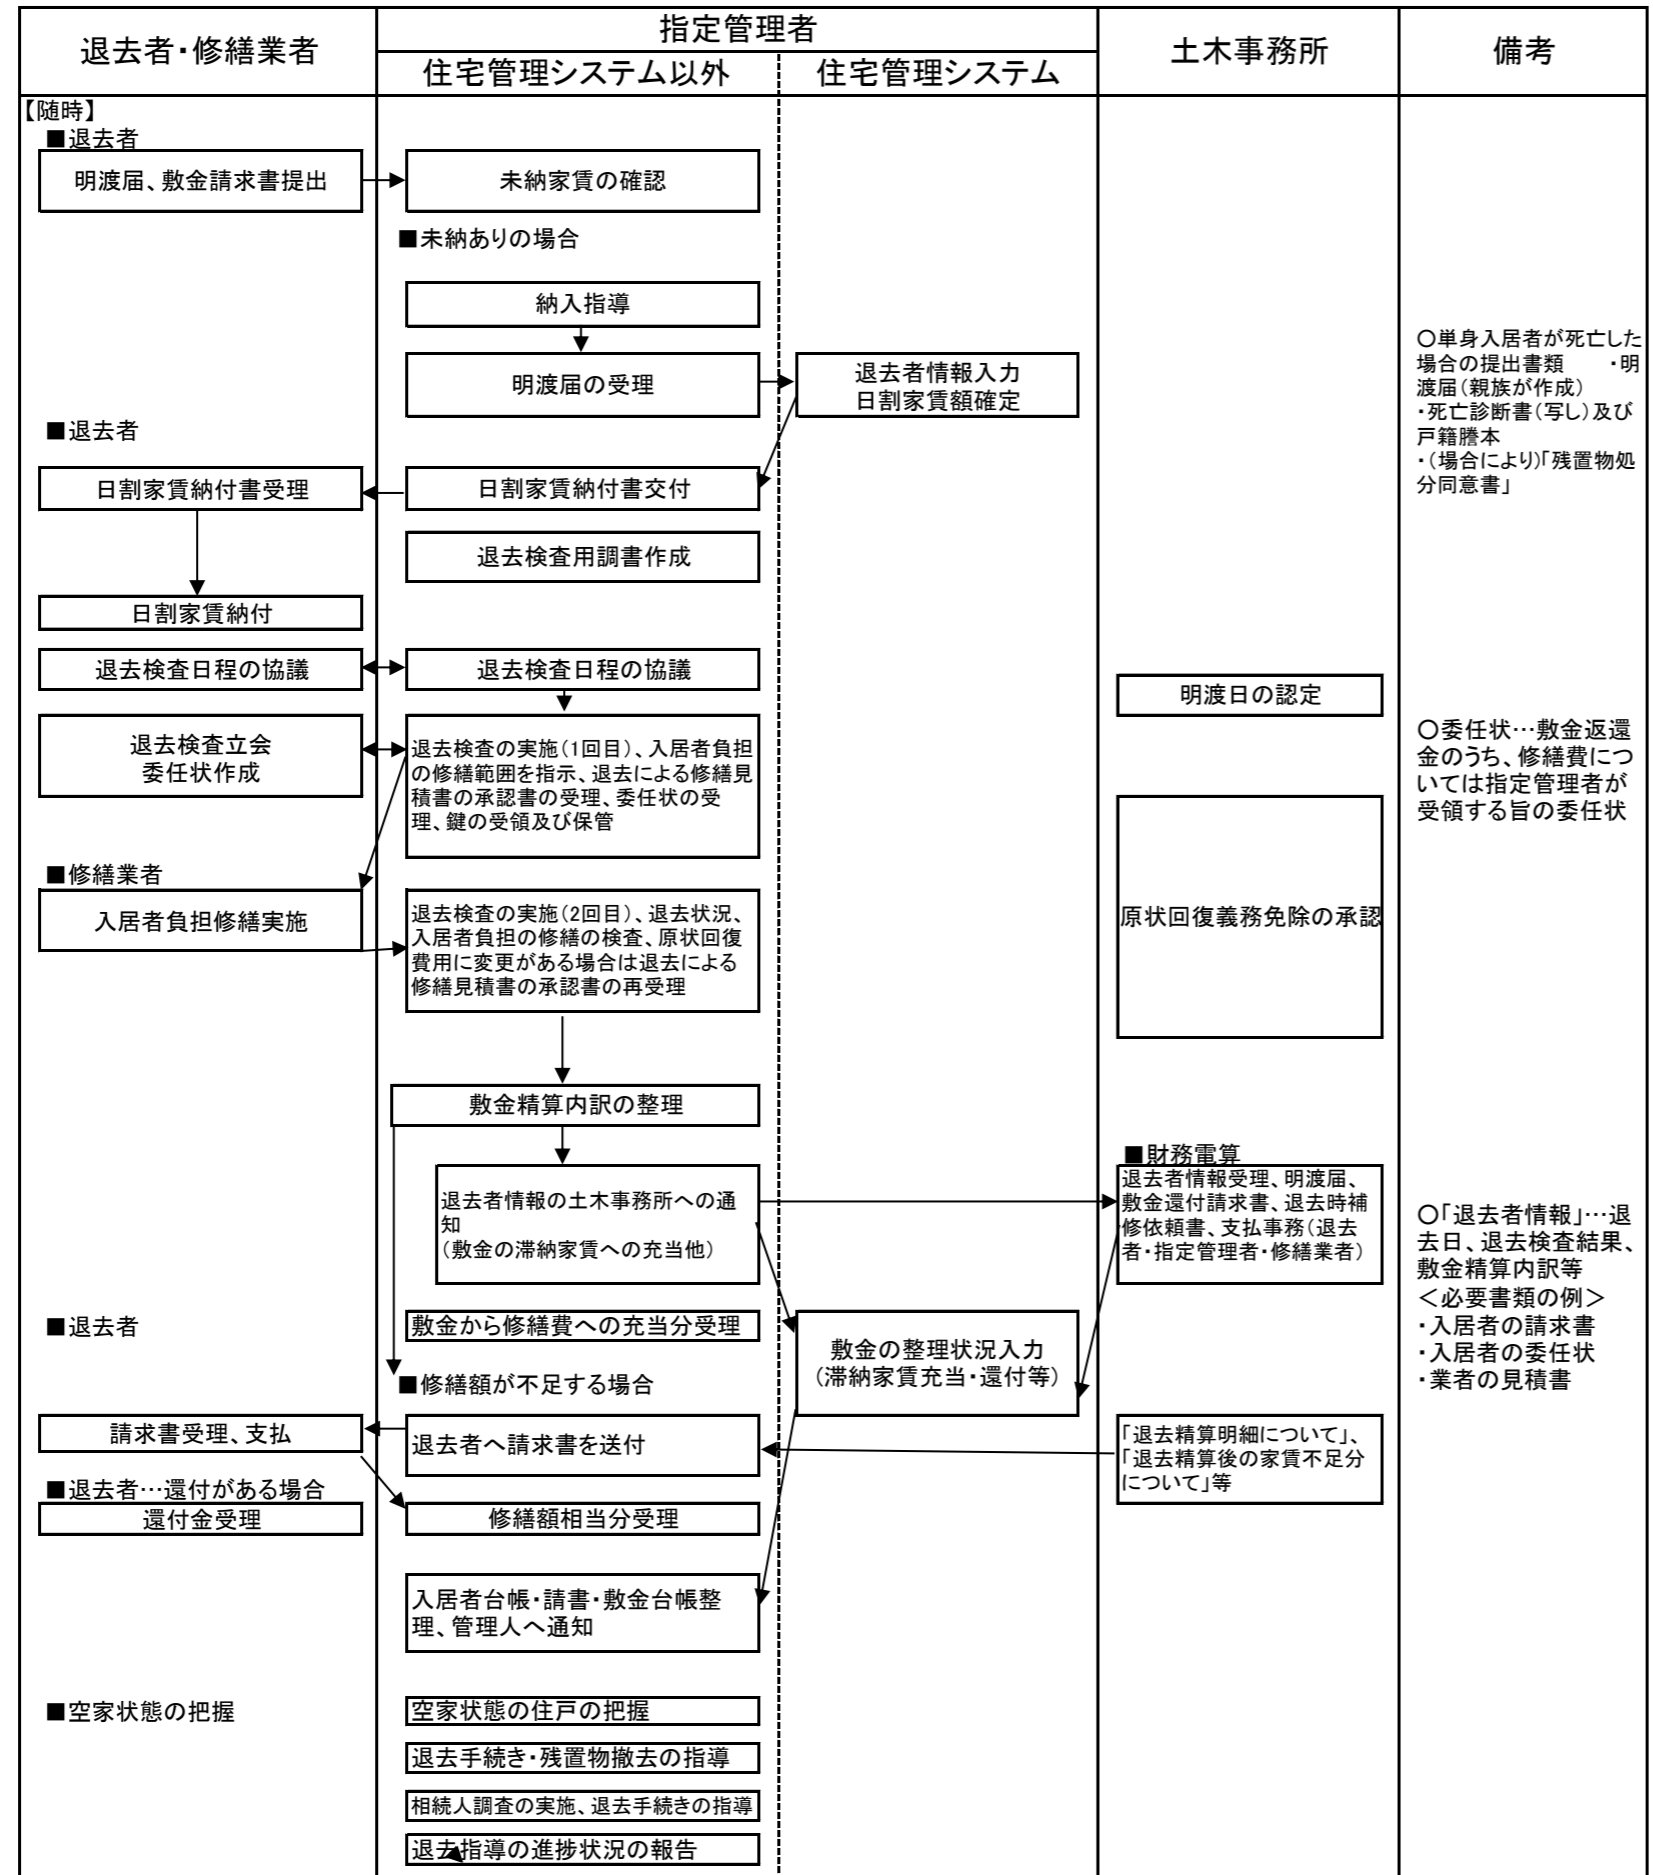 退去者・修繕業者
指定管理者
住宅管理システム以外
住宅管理システム
土木事務所
備考
【随時】
■退去者
明渡届、敷金請求書提出
未納家賃の確認
■未納ありの場合
納入指導
明渡届の受理
退去者情報入力
日割家賃額確定
○単身入居者が死亡した
場合の提出書類　　・明
渡届（親族が作成）
・死亡診断書（写し）及び
戸籍謄本
・（場合により）「残置物処
分同意書」
■退去者
日割家賃納付書受理
日割家賃納付書交付
退去検査用調書作成
日割家賃納付
退去検査日程の協議
退去検査日程の協議
明渡日の認定
退去検査立会
委任状作成
退去検査の実施（1回目）、入居者負担
の修繕範囲を指示、退去による修繕見
積書の承認書の受理、委任状の受
理、鍵の受領及び保管
○委任状…敷金返還
金のうち、修繕費につ
いては指定管理者が
受領する旨の委任状
■修繕業者
入居者負担修繕実施
退去検査の実施（2回目）、退去状況、
入居者負担の修繕の検査、原状回復
費用に変更がある場合は退去による
修繕見積書の承認書の再受理
原状回復義務免除の承認
敷金精算内訳の整理
退去者情報の土木事務所への通
知
（敷金の滞納家賃への充当他）
■財務電算
退去者情報受理、明渡届、
敷金還付請求書、退去時補
修依頼書、支払事務（退去
者・指定管理者・修繕業者）
○「退去者情報」…退
去日、退去検査結果、
敷金精算内訳等
＜必要書類の例＞
・入居者の請求書
・入居者の委任状
・業者の見積書
■退去者
敷金から修繕費への充当分受理
敷金の整理状況入力
（滞納家賃充当・還付等）
■修繕額が不足する場合
請求書受理、支払
退去者へ請求書を送付
「退去精算明細について」、
「退去精算後の家賃不足分
について」等
■退去者…還付がある場合
還付金受理
修繕額相当分受理
入居者台帳・請書・敷金台帳整
理、管理人へ通知
■空家状態の把握
空家状態の住戸の把握
退去手続き・残置物撤去の指導
相続人調査の実施、退去手続きの指導
退去指導の進捗状況の報告